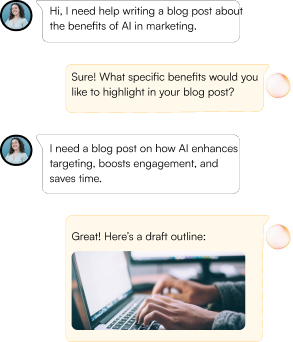 Hi, I need help writing a blog post about
the benefits of AI in marketing.
Sure! What specific benefits would you
like to highlight in your blog post?
I need a blog post on how AI enhances
targeting, boosts engagement, and
saves time.
Great! Here's a draft outline: